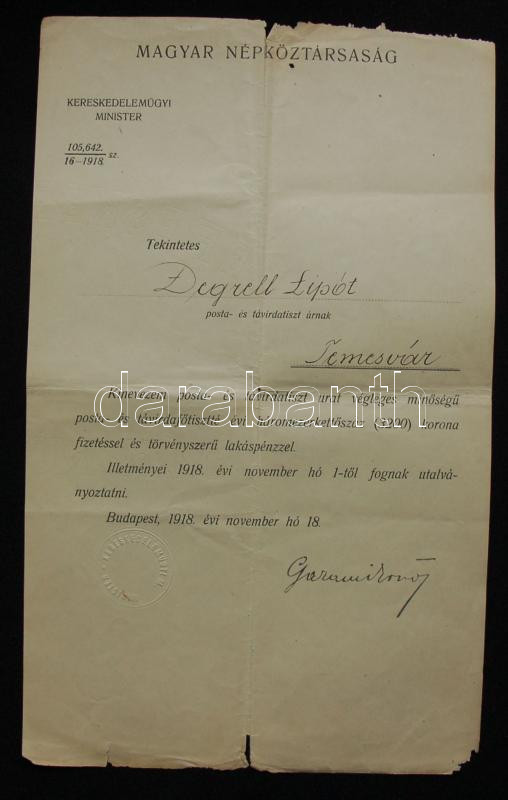 MAGYAR NÉPKÖZTÁRSASÁG
KERESKEDELEMÜGYI
MINISTER
105,642.
16—1918. sz.
Tekintetes
Degrell Lipót
posta- és távirdatiszt úrnak
Temesvár
Kinevezem posta- és távirdatiszt urat végleges minőségű
posta- és távirdafőtisztté évi háromezerkettőszáz (3200) korona
fizetéssel és törvényszerű lakáspénzzel.
Illetményei 1918. évi november hó 1-től fognak utalvá-
nyoztatni.
Budapest, 1918. évi november hó 18.
Garami Ernő
darabanth